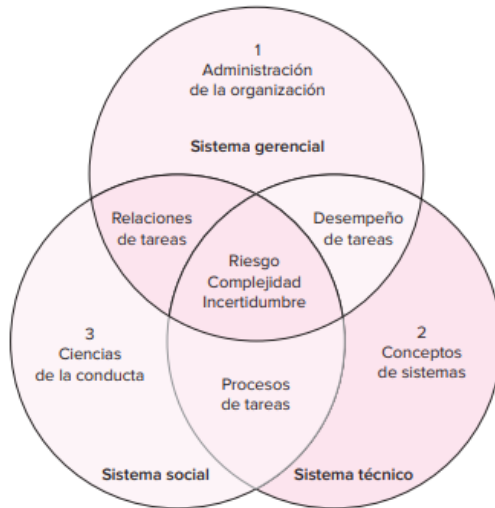 1
Administración
de la organización
Sistema gerencial
Relaciones
de tareas
Desempeño
de tareas
Riesgo
Complejidad
Incertidumbre
3
Ciencias
de la conducta
2
Conceptos
de sistemas
Procesos
de tareas
Sistema social
Sistema técnico